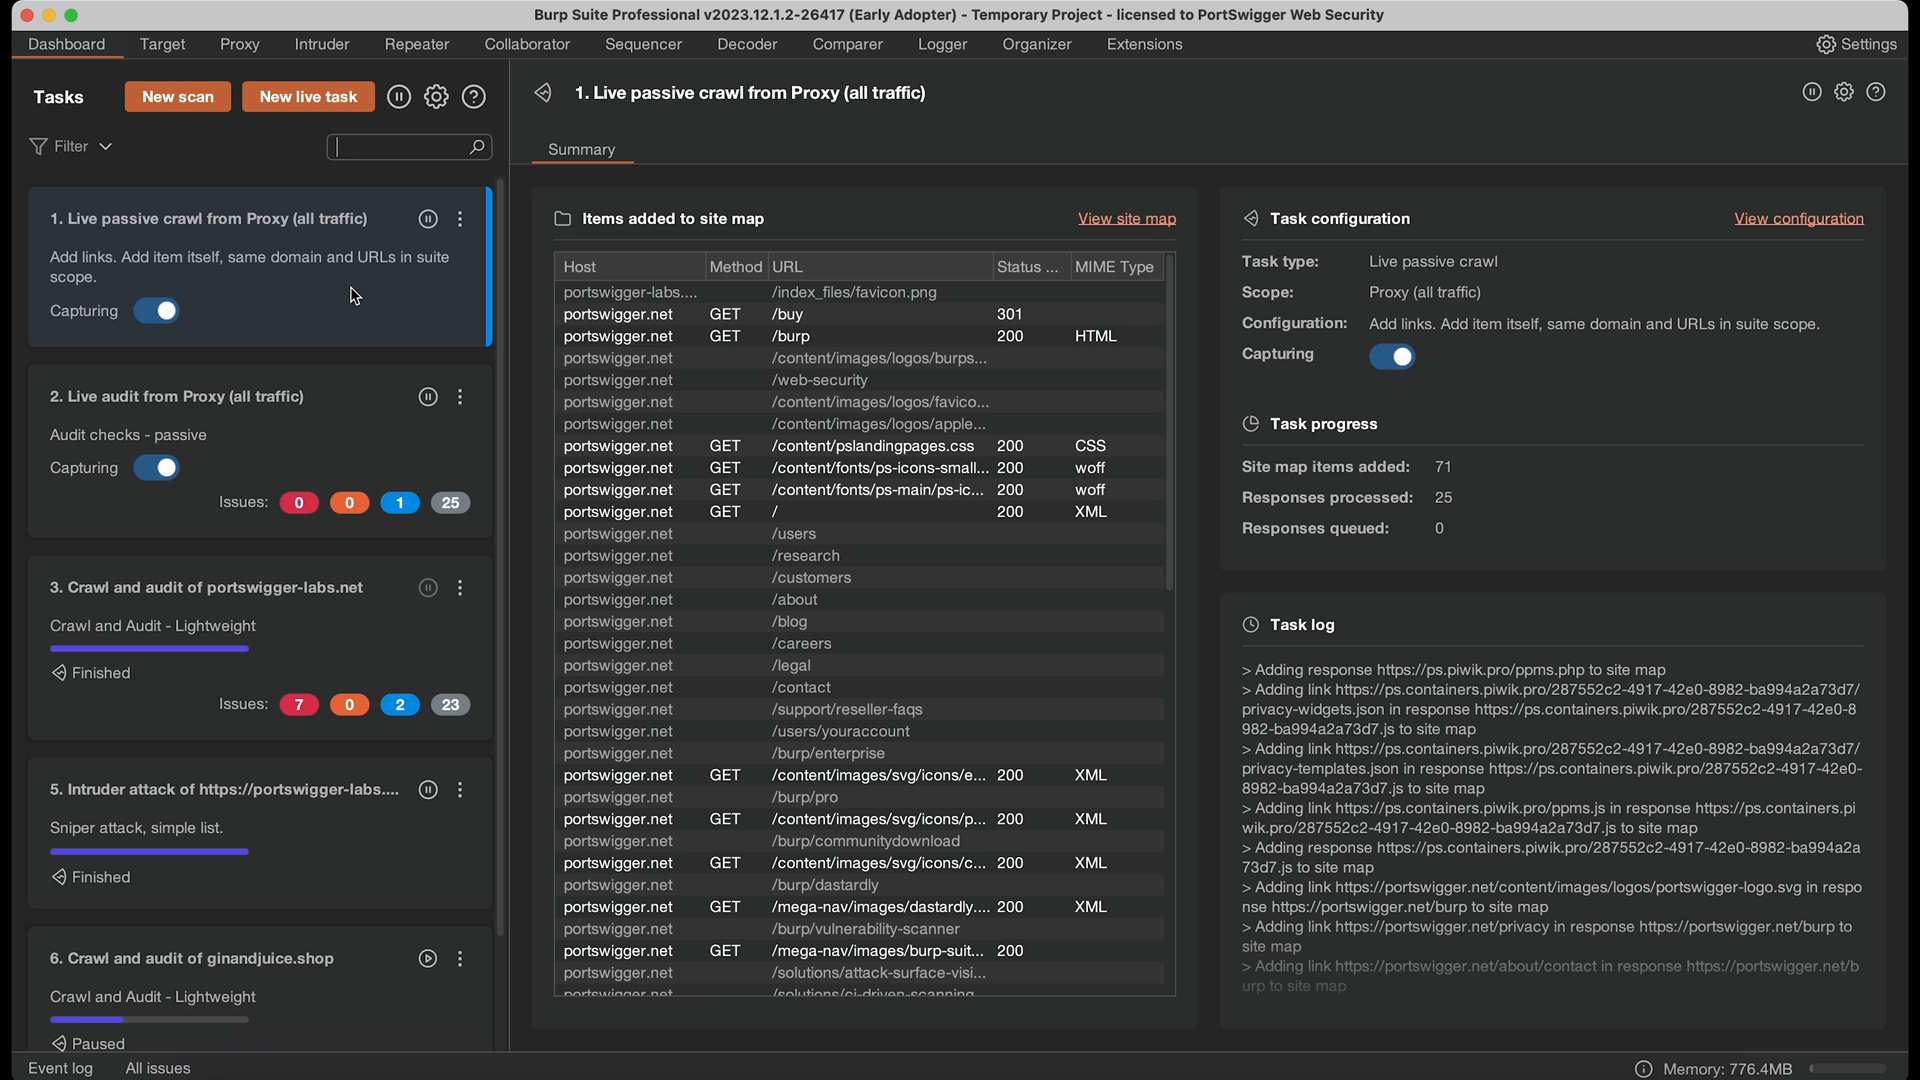 Burp Suite Professional v2023.12.1.2-26417 (Early Adopter) - Temporary Project - licensed to PortSwigger Web Security
Dashboard Target Proxy Intruder Repeater Collaborator Sequencer Decoder Comparer Logger Organizer Extensions Settings
Tasks New scan New live task
Filter
1. Live passive crawl from Proxy (all traffic)
Add links. Add item itself, same domain and URLs in suite
scope.
Capturing
2. Live audit from Proxy (all traffic)
Audit checks - passive
Capturing
Issues: 0 0 1 25
3. Crawl and audit of portswigger-labs.net
Crawl and Audit - Lightweight
Finished
Issues: 7 0 2 23
5. Intruder attack of https://portswigger-labs....
Sniper attack, simple list.
Finished
6. Crawl and audit of ginandjuice.shop
Crawl and Audit - Lightweight
Paused
1. Live passive crawl from Proxy (all traffic)
Summary
Items added to site map View site map
Host Method URL Status ... MIME Type
portswigger-labs.... /index_files/favicon.png
portswigger.net GET /buy 301
portswigger.net GET /burp 200 HTML
portswigger.net /content/images/logos/burps...
portswigger.net /web-security
portswigger.net /content/images/logos/favico...
portswigger.net /content/images/logos/apple...
portswigger.net GET /content/pslandingpages.css 200 CSS
portswigger.net GET /content/fonts/ps-icons-small... 200 woff
portswigger.net GET /content/fonts/ps-main/ps-ic... 200 woff
portswigger.net GET / 200 XML
portswigger.net /users
portswigger.net /research
portswigger.net /customers
portswigger.net /about
portswigger.net /blog
portswigger.net /careers
portswigger.net /legal
portswigger.net /contact
portswigger.net /support/reseller-faqs
portswigger.net /users/youraccount
portswigger.net /burp/enterprise
portswigger.net GET /content/images/svg/icons/e... 200 XML
portswigger.net /burp/pro
portswigger.net GET /content/images/svg/icons/p... 200 XML
portswigger.net /burp/communitydownload
portswigger.net GET /content/images/svg/icons/c... 200 XML
portswigger.net /burp/dastardly
portswigger.net GET /mega-nav/images/dastardly.... 200 XML
portswigger.net /burp/vulnerability-scanner
portswigger.net GET /mega-nav/images/burp-suit... 200
portswigger.net /solutions/attack-surface-visi...
portswigger.net /solutions/ci-driven-scanning
Task configuration View configuration
Task type: Live passive crawl
Scope: Proxy (all traffic)
Configuration: Add links. Add item itself, same domain and URLs in suite scope.
Capturing
Task progress
Site map items added: 71
Responses processed: 25
Responses queued: 0
Task log
> Adding response https://ps.piwik.pro/ppms.php to site map
> Adding link https://ps.containers.piwik.pro/287552c2-4917-42e0-8982-ba994a2a73d7/
privacy-widgets.json in response https://ps.containers.piwik.pro/287552c2-4917-42e0-8
982-ba994a2a73d7.js to site map
> Adding link https://ps.containers.piwik.pro/287552c2-4917-42e0-8982-ba994a2a73d7/
privacy-templates.json in response https://ps.containers.piwik.pro/287552c2-4917-42e0-
8982-ba994a2a73d7.js to site map
> Adding link https://ps.containers.piwik.pro/ppms.js in response https://ps.containers.pi
wik.pro/287552c2-4917-42e0-8982-ba994a2a73d7.js to site map
> Adding response https://ps.containers.piwik.pro/287552c2-4917-42e0-8982-ba994a2a
73d7.js to site map
> Adding link https://portswigger.net/content/images/logos/portswigger-logo.svg in respo
nse https://portswigger.net/burp to site map
> Adding link https://portswigger.net/privacy in response https://portswigger.net/burp to
site map
> Adding link https://portswigger.net/about/contact in response https://portswigger.net/b
urp to site map
Event log All issues Memory: 776.4MB